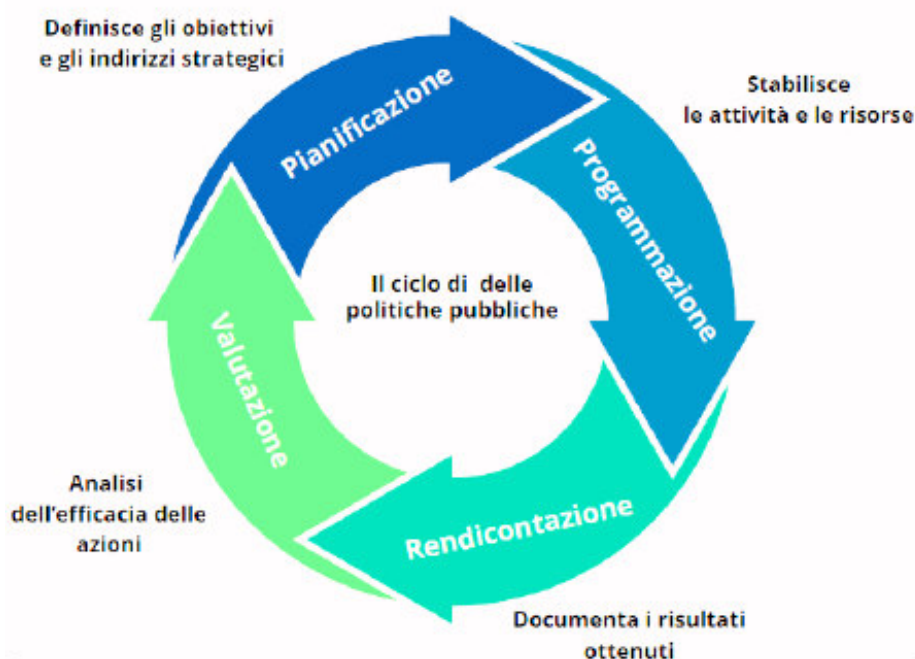 Definisce gli obiettivi
e gli indirizzi strategici
Pianificazione
Stabilisce
le attività e le risorse
Programmazione
Il ciclo di delle
politiche pubbliche
Valutazione
Analisi
dell'efficacia delle
azioni
Rendicontazione
Documenta i risultati
ottenuti